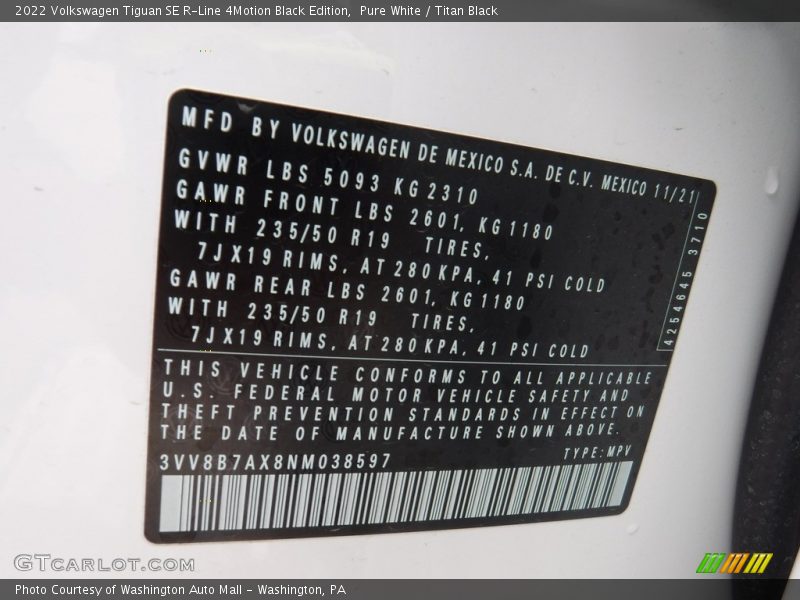 2022 Volkswagen Tiguan SE R-Line 4Motion Black Edition,  Pure White / Titan Black
MFD BY VOLKSWAGEN DE MEXICO S.A. DE C.V. MEXICO 11/21
GVWR LBS 5093 KG 2310
GAWR FRONT LBS 2601, KG 1180
WITH 235/50 R19 TIRES,
7JX19 RIMS, AT 280 KPA, 41 PSI COLD
GAWR REAR LBS 2601, KG 1180
WITH 235/50 R19 TIRES,
7JX19 RIMS, AT 280 KPA, 41 PSI COLD
4254645 3710
THIS VEHICLE CONFORMS TO ALL APPLICABLE
U.S. FEDERAL MOTOR VEHICLE SAFETY AND
THEFT PREVENTION STANDARDS IN EFFECT ON
THE DATE OF MANUFACTURE SHOWN ABOVE.
3VV8B7AX8NM038597 TYPE: MPV
GTCARLOT.COM
Photo Courtesy of Washington Auto Mall - Washington, PA